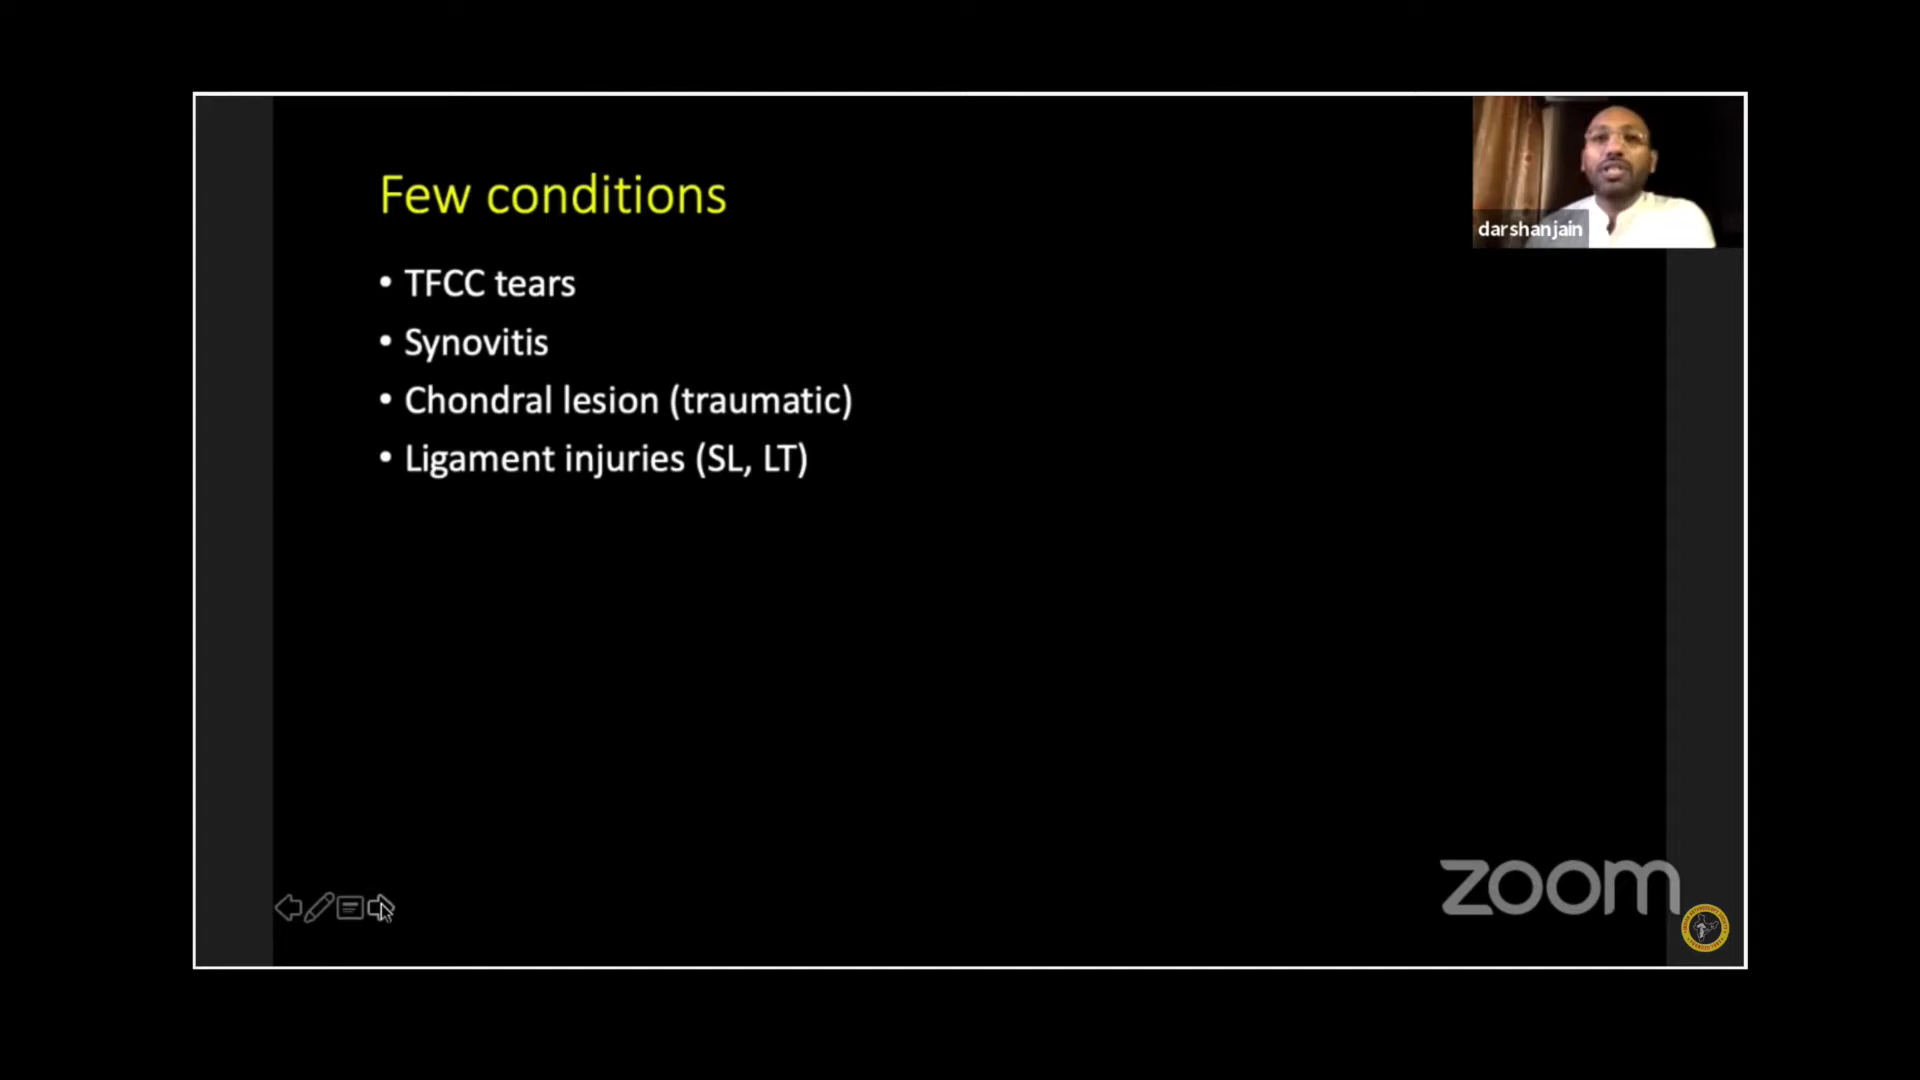 Few conditions
• TFCC tears
• Synovitis
• Chondral lesion (traumatic)
• Ligament injuries (SL, LT)
darshanjain
zoom